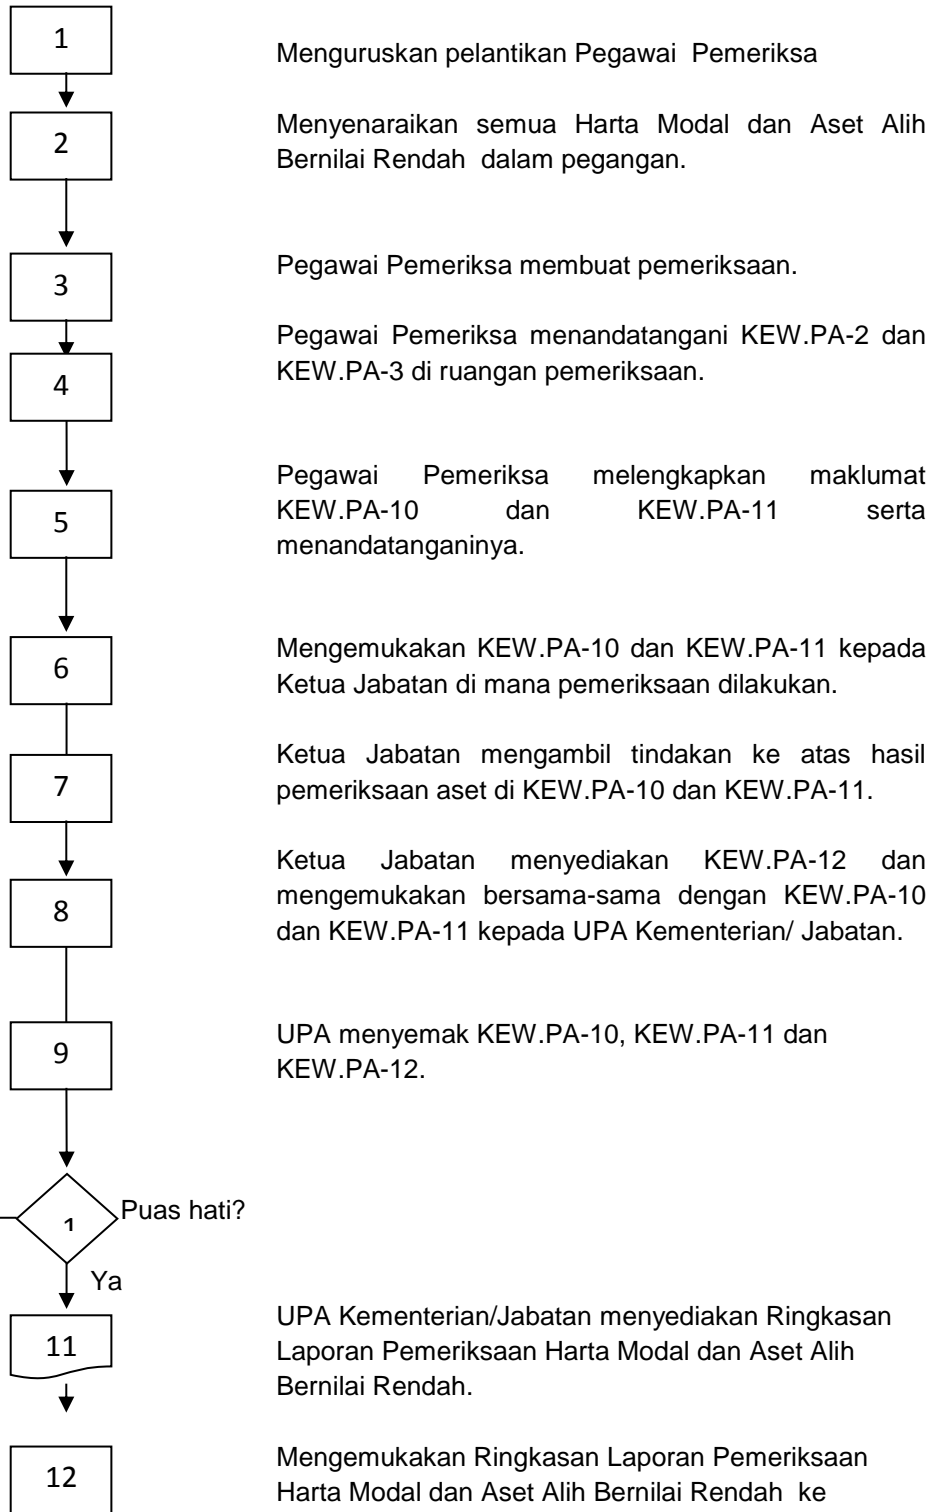 1
Menguruskan pelantikan Pegawai Pemeriksa
2
Menyenaraikan semua Harta Modal dan Aset Alih
Bernilai Rendah dalam pegangan.
3
Pegawai Pemeriksa membuat pemeriksaan.
4
Pegawai Pemeriksa menandatangani KEW.PA-2 dan
KEW.PA-3 di ruangan pemeriksaan.
5
Pegawai Pemeriksa melengkapkan maklumat
KEW.PA-10 dan KEW.PA-11 serta
menandatanganinya.
6
Mengemukakan KEW.PA-10 dan KEW.PA-11 kepada
Ketua Jabatan di mana pemeriksaan dilakukan.
7
Ketua Jabatan mengambil tindakan ke atas hasil
pemeriksaan aset di KEW.PA-10 dan KEW.PA-11.
8
Ketua Jabatan menyediakan KEW.PA-12 dan
mengemukakan bersama-sama dengan KEW.PA-10
dan KEW.PA-11 kepada UPA Kementerian/ Jabatan.
9
UPA menyemak KEW.PA-10, KEW.PA-11 dan
KEW.PA-12.
1
Puas hati?
Ya
11
UPA Kementerian/Jabatan menyediakan Ringkasan
Laporan Pemeriksaan Harta Modal dan Aset Alih
Bernilai Rendah.
12
Mengemukakan Ringkasan Laporan Pemeriksaan
Harta Modal dan Aset Alih Bernilai Rendah ke